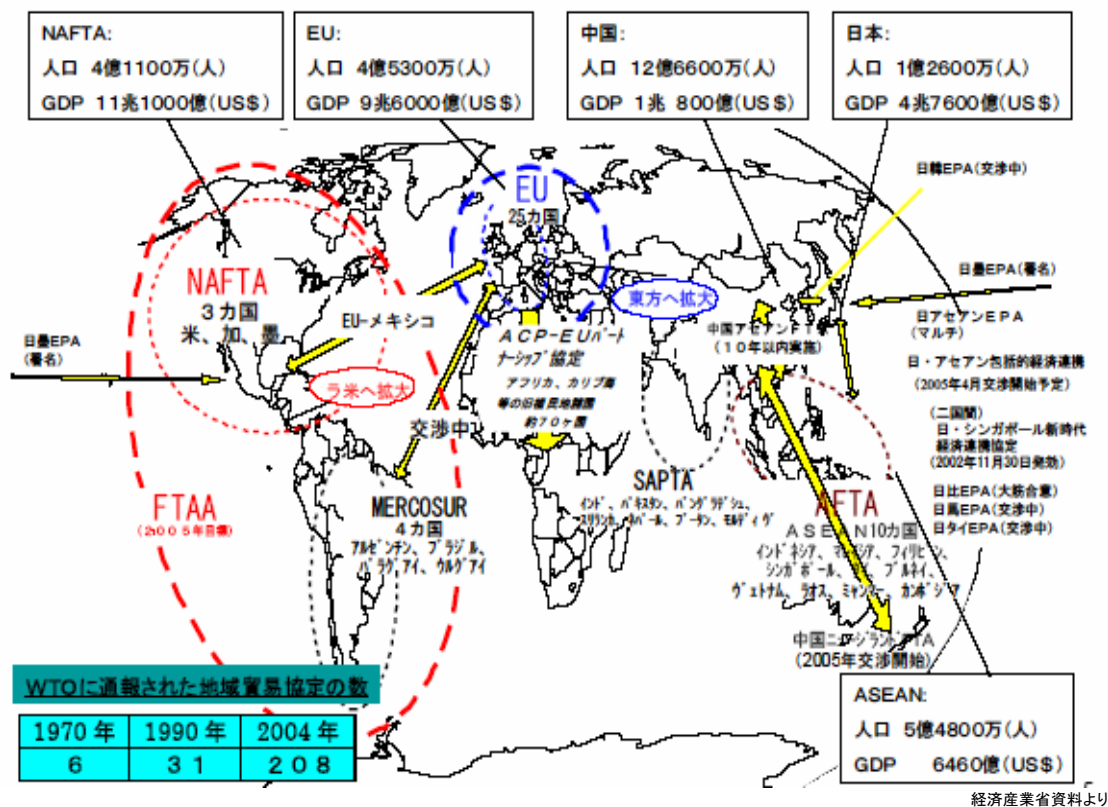 NAFTA:
人口 4億1100万(人)
GDP 11兆1000億(US$)
EU:
人口 4億5300万(人)
GDP 9兆6000億(US$)
中国:
人口 12億6600万(人)
GDP 1兆 800億(US$)
日本:
人口 1億2600万(人)
GDP 4兆7600億(US$)
日韓EPA(交渉中)
EU
25カ国
NAFTA
3カ国
米、加、墨
東方へ拡大
日墨EPA(署名)
EU-メキシコ
日墨EPA
(署名)
ACP-EUパート
ナーシップ協定
アフリカ、カリブ海
等の旧植民地諸国
約70ヶ国
中国アセアンFTA
(10年以内実施)
日アセアンEPA
(マルチ)
日・アセアン包括的経済連携
(2005年4月交渉開始予定)
(二国間)
日・シンガポール新時代
経済連携協定
(2002年11月30日発効)
日比EPA(大筋合意)
日馬EPA(交渉中)
日タイEPA(交渉中)
ラ米へ拡大
交渉中
FTAA
(2005年目標)
MERCOSUR
4カ国
アルゼンチン、ブラジル、
パラグアイ、ウルグアイ
SAPTA
インド、パキスタン、バングラデシュ、
スリランカ、ネパール、ブータン、モルディヴ
AFTA
ASEAN10カ国
インドネシア、マレイシア、フィリピン、
シンガポール、タイ、ブルネイ、
ヴェトナム、ラオス、ミャンマー、カンボジア
中国ニュージランドFTA
(2005年交渉開始)
WTOに通報された地域貿易協定の数
1970年 1990年 2004年
6 31 208
ASEAN:
人口 5億4800万(人)
GDP 6460億(US$)
経済産業省資料より